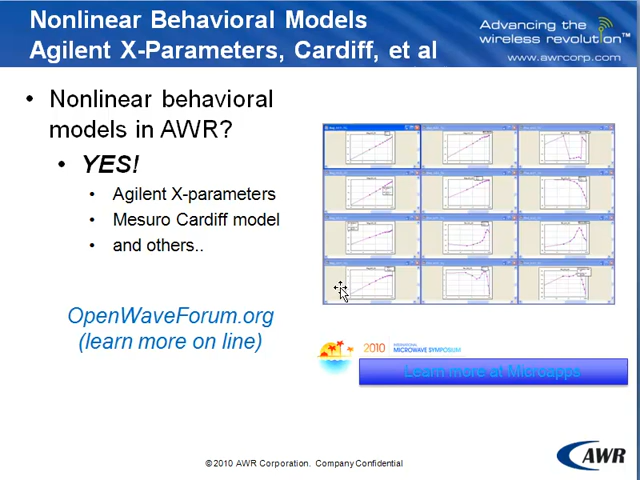 Nonlinear Behavioral Models
Agilent X-Parameters, Cardiff, et al
Advancing the
wireless revolution™
www.awrcorp.com
• Nonlinear behavioral
models in AWR?
• YES!
• Agilent X-parameters
• Mesuro Cardiff model
• and others..
OpenWaveForum.org
(learn more on line)
2010 INTERNATIONAL
MICROWAVE SYMPOSIUM
Learn more at Microapps
© 2010 AWR Corporation. Company Confidential
AWR